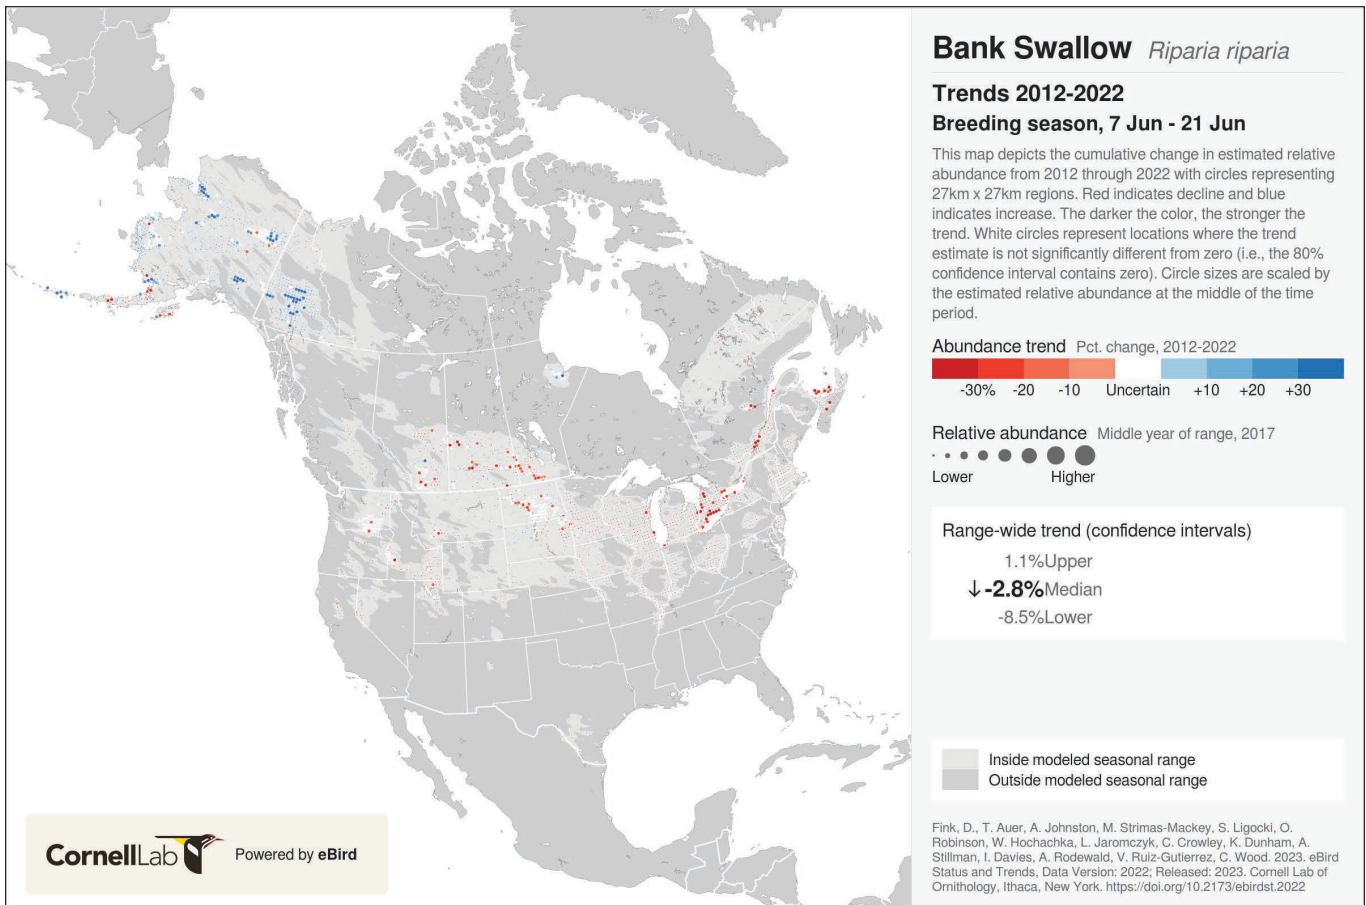 Bank Swallow Riparia riparia
Trends 2012-2022
Breeding season, 7 Jun - 21 Jun
This map depicts the cumulative change in estimated relative
abundance from 2012 through 2022 with circles representing
27km x 27km regions. Red indicates decline and blue
indicates increase. The darker the color, the stronger the
trend. White circles represent locations where the trend
estimate is not significantly different from zero (i.e., the 80%
confidence interval contains zero). Circle sizes are scaled by
the estimated relative abundance at the middle of the time
period.
Abundance trend Pct. change, 2012-2022
-30% -20 -10 Uncertain +10 +20 +30
Relative abundance Middle year of range, 2017
Lower Higher
Range-wide trend (confidence intervals)
1.1% Upper
↓-2.8% Median
-8.5% Lower
Inside modeled seasonal range
Outside modeled seasonal range
Fink, D., T. Auer, A. Johnston, M. Strimas-Mackey, S. Ligocki, O.
Robinson, W. Hochachka, L. Jaromczyk, C. Crowley, K. Dunham, A.
Stillman, I. Davies, A. Rodewald, V. Ruiz-Gutierrez, C. Wood. 2023. eBird
Status and Trends, Data Version: 2022; Released: 2023. Cornell Lab of
Ornithology, Ithaca, New York. https://doi.org/10.2173/ebirdst.2022
CornellLab Powered by eBird